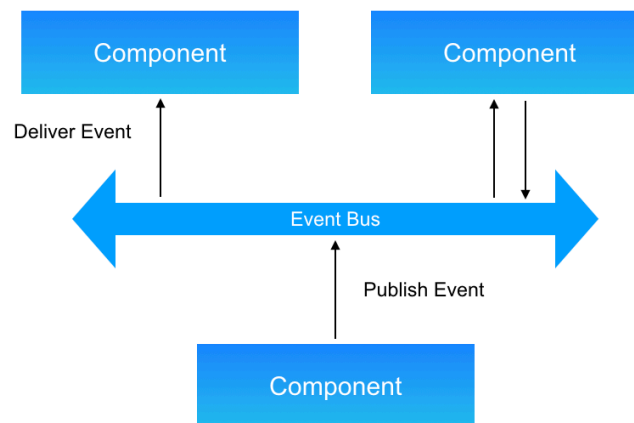 Component
Component
Deliver Event
Event Bus
Publish Event
Component